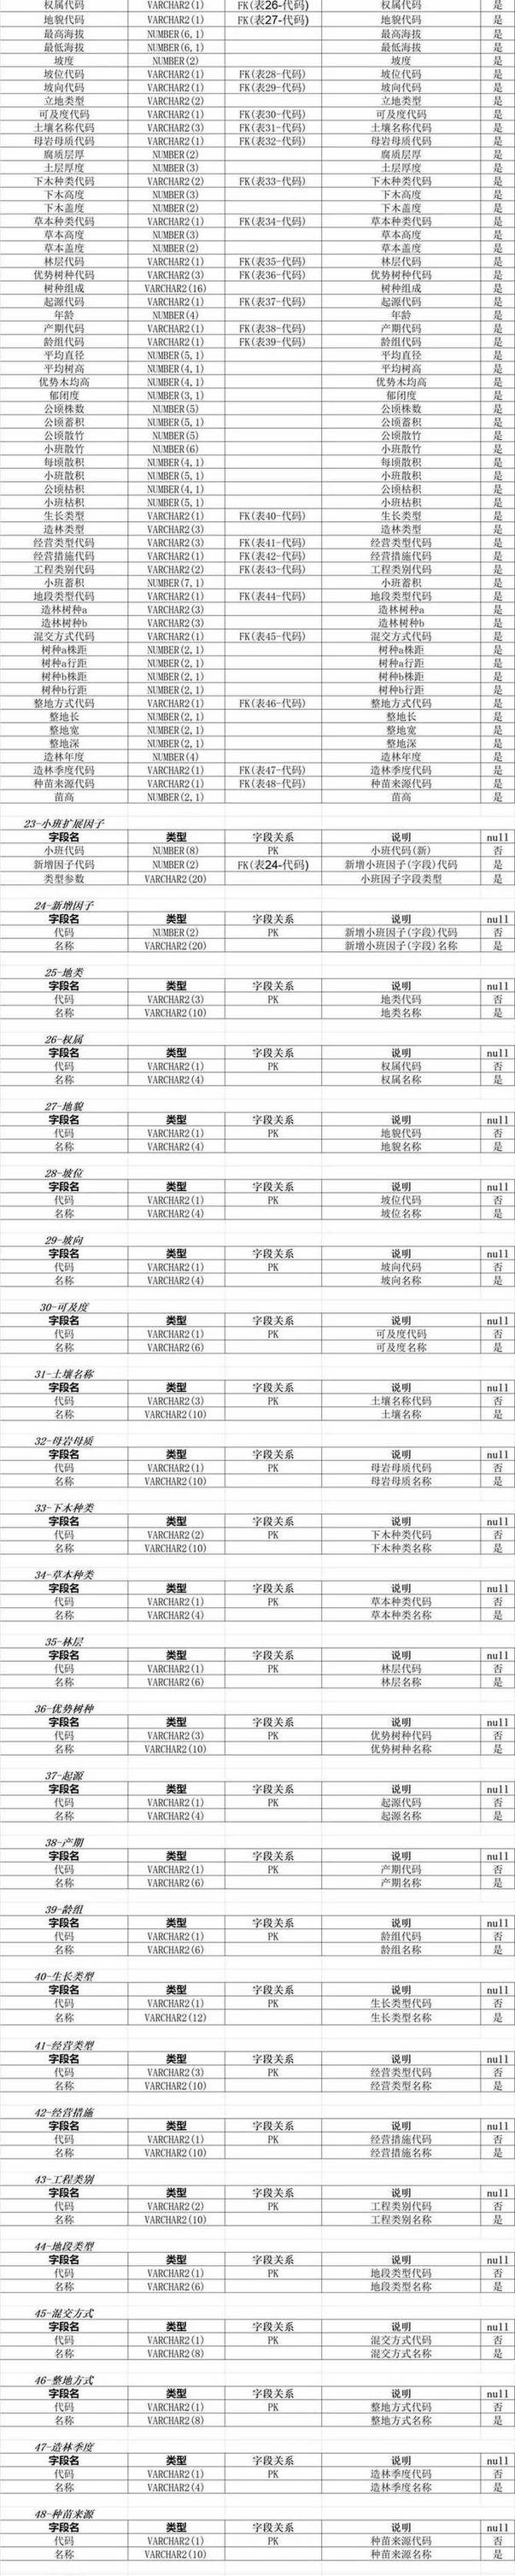 权属代码 VARCHAR2(1) FK(表26-代码) 权属代码 是
地貌代码 VARCHAR2(1) FK(表27-代码) 地貌代码 是
最高海拔 NUMBER(6,1) 最高海拔 是
最低海拔 NUMBER(6,1) 最低海拔 是
坡度 NUMBER(2) 坡度 是
坡位代码 VARCHAR2(1) FK(表28-代码) 坡位代码 是
坡向代码 VARCHAR2(1) FK(表29-代码) 坡向代码 是
立地类型 VARCHAR2(2) 立地类型 是
可及度代码 VARCHAR2(1) FK(表30-代码) 可及度代码 是
土壤名称代码 VARCHAR2(3) FK(表31-代码) 土壤名称代码 是
母岩母质代码 VARCHAR2(1) FK(表32-代码) 母岩母质代码 是
腐质层厚 NUMBER(2) 腐质层厚 是
土层厚度 NUMBER(3) 土层厚度 是
下木种类代码 VARCHAR2(2) FK(表33-代码) 下木种类代码 是
下木高度 NUMBER(3) 下木高度 是
下木盖度 NUMBER(2) 下木盖度 是
草本种类代码 VARCHAR2(1) FK(表34-代码) 草本种类代码 是
草本高度 NUMBER(3) 草本高度 是
草本盖度 NUMBER(2) 草本盖度 是
林层代码 VARCHAR2(1) FK(表35-代码) 林层代码 是
优势树种代码 VARCHAR2(3) FK(表36-代码) 优势树种代码 是
树种组成 VARCHAR2(16) 树种组成 是
起源代码 VARCHAR2(1) FK(表37-代码) 起源代码 是
年龄 NUMBER(4) 年龄 是
产期代码 VARCHAR2(1) FK(表38-代码) 产期代码 是
龄组代码 VARCHAR2(1) FK(表39-代码) 龄组代码 是
平均直径 NUMBER(5,1) 平均直径 是
平均树高 NUMBER(4,1) 平均树高 是
优势木均高 NUMBER(4,1) 优势木均高 是
郁闭度 NUMBER(3,1) 郁闭度 是
公顷株数 NUMBER(5) 公顷株数 是
公顷蓄积 NUMBER(5,1) 公顷蓄积 是
公顷散竹 NUMBER(5) 公顷散竹 是
小班散竹 NUMBER(6) 小班散竹 是
每顷散积 NUMBER(4,1) 每顷散积 是
小班散积 NUMBER(5,1) 小班散积 是
公顷枯积 NUMBER(4,1) 公顷枯积 是
小班枯积 NUMBER(5,1) 小班枯积 是
生长类型 VARCHAR2(1) FK(表40-代码) 生长类型 是
造林类型 VARCHAR2(3) 造林类型 是
经营类型代码 VARCHAR2(3) FK(表41-代码) 经营类型代码 是
经营措施代码 VARCHAR2(1) FK(表42-代码) 经营措施代码 是
工程类别代码 VARCHAR2(2) FK(表43-代码) 工程类别代码 是
小班蓄积 NUMBER(7,1) 小班蓄积 是
地段类型代码 VARCHAR2(1) FK(表44-代码) 地段类型代码 是
造林树种a VARCHAR2(3) 造林树种a 是
造林树种b VARCHAR2(3) 造林树种b 是
混交方式代码 VARCHAR2(1) FK(表45-代码) 混交方式代码 是
树种a株距 NUMBER(2,1) 树种a株距 是
树种a行距 NUMBER(2,1) 树种a行距 是
树种b株距 NUMBER(2,1) 树种b株距 是
树种b行距 NUMBER(2,1) 树种b行距 是
整地方式代码 VARCHAR2(1) FK(表46-代码) 整地方式代码 是
整地长 NUMBER(2,1) 整地长 是
整地宽 NUMBER(2,1) 整地宽 是
整地深 NUMBER(2,1) 整地深 是
造林年度 NUMBER(4) 造林年度 是
造林季度代码 VARCHAR2(1) FK(表47-代码) 造林季度代码 是
种苗来源代码 VARCHAR2(1) FK(表48-代码) 种苗来源代码 是
苗高 NUMBER(2,1) 苗高 是
23-小班扩展因子
字段名 类型 字段关系 说明 null
小班代码 NUMBER(8) PK 小班代码(新) 否
新增因子代码 NUMBER(2) FK(表24-代码) 新增小班因子(字段)代码 是
类型参数 VARCHAR2(20) 小班因子字段类型 是
24-新增因子
字段名 类型 字段关系 说明 null
代码 NUMBER(2) PK 新增小班因子(字段)代码 否
名称 VARCHAR2(20) 新增小班因子(字段)名称 是
25-地类
字段名 类型 字段关系 说明 null
代码 VARCHAR2(3) PK 地类代码 否
名称 VARCHAR2(10) 地类名称 是
26-权属
字段名 类型 字段关系 说明 null
代码 VARCHAR2(1) PK 权属代码 否
名称 VARCHAR2(4) 权属名称 是
27-地貌
字段名 类型 字段关系 说明 null
代码 VARCHAR2(1) PK 地貌代码 否
名称 VARCHAR2(4) 地貌名称 是
28-坡位
字段名 类型 字段关系 说明 null
代码 VARCHAR2(1) PK 坡位代码 否
名称 VARCHAR2(4) 坡位名称 是
29-坡向
字段名 类型 字段关系 说明 null
代码 VARCHAR2(1) PK 坡向代码 否
名称 VARCHAR2(4) 坡向名称 是
30-可及度
字段名 类型 字段关系 说明 null
代码 VARCHAR2(1) PK 可及度代码 否
名称 VARCHAR2(6) 可及度名称 是
31-土壤名称
字段名 类型 字段关系 说明 null
代码 VARCHAR2(3) PK 土壤名称代码 否
名称 VARCHAR2(10) 土壤名称 是
32-母岩母质
字段名 类型 字段关系 说明 null
代码 VARCHAR2(1) PK 母岩母质代码 否
名称 VARCHAR2(10) 母岩母质名称 是
33-下木种类
字段名 类型 字段关系 说明 null
代码 VARCHAR2(2) PK 下木种类代码 否
名称 VARCHAR2(10) 下木种类名称 是
34-草本种类
字段名 类型 字段关系 说明 null
代码 VARCHAR2(1) PK 草本种类代码 否
名称 VARCHAR2(4) 草本种类名称 是
35-林层
字段名 类型 字段关系 说明 null
代码 VARCHAR2(1) PK 林层代码 否
名称 VARCHAR2(6) 林层名称 是
36-优势树种
字段名 类型 字段关系 说明 null
代码 VARCHAR2(3) PK 优势树种代码 否
名称 VARCHAR2(10) 优势树种名称 是
37-起源
字段名 类型 字段关系 说明 null
代码 VARCHAR2(1) PK 起源代码 否
名称 VARCHAR2(4) 起源名称 是
38-产期
字段名 类型 字段关系 说明 null
代码 VARCHAR2(1) PK 产期代码 否
名称 VARCHAR2(6) 产期名称 是
39-龄组
字段名 类型 字段关系 说明 null
代码 VARCHAR2(1) PK 龄组代码 否
名称 VARCHAR2(6) 龄组名称 是
40-生长类型
字段名 类型 字段关系 说明 null
代码 VARCHAR2(1) PK 生长类型代码 否
名称 VARCHAR2(12) 生长类型名称 是
41-经营类型
字段名 类型 字段关系 说明 null
代码 VARCHAR2(3) PK 经营类型代码 否
名称 VARCHAR2(10) 经营类型名称 是
42-经营措施
字段名 类型 字段关系 说明 null
代码 VARCHAR2(1) PK 经营措施代码 否
名称 VARCHAR2(10) 经营措施名称 是
43-工程类别
字段名 类型 字段关系 说明 null
代码 VARCHAR2(2) PK 工程类别代码 否
名称 VARCHAR2(10) 工程类别名称 是
44-地段类型
字段名 类型 字段关系 说明 null
代码 VARCHAR2(1) PK 地段类型代码 否
名称 VARCHAR2(6) 地段类型名称 是
45-混交方式
字段名 类型 字段关系 说明 null
代码 VARCHAR2(1) PK 混交方式代码 否
名称 VARCHAR2(8) 混交方式名称 是
46-整地方式
字段名 类型 字段关系 说明 null
代码 VARCHAR2(1) PK 整地方式代码 否
名称 VARCHAR2(8) 整地方式名称 是
47-造林季度
字段名 类型 字段关系 说明 null
代码 VARCHAR2(1) PK 造林季度代码 否
名称 VARCHAR2(4) 造林季度名称 是
48-种苗来源
字段名 类型 字段关系 说明 null
代码 VARCHAR2(1) PK 种苗来源代码 否
名称 VARCHAR2(10) 种苗来源名称 是